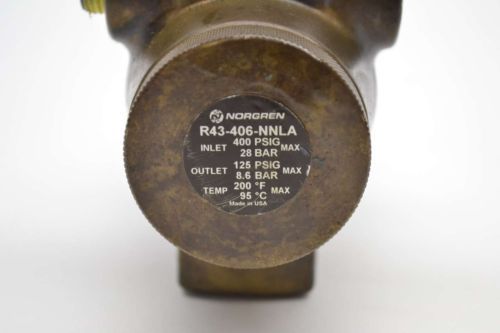 NORGREN
R43-406-NNLA
INLET 400 PSIG MAX
28 BAR
OUTLET 125 PSIG MAX
8.6 BAR
TEMP 200 °F MAX
95 °C
Made in USA